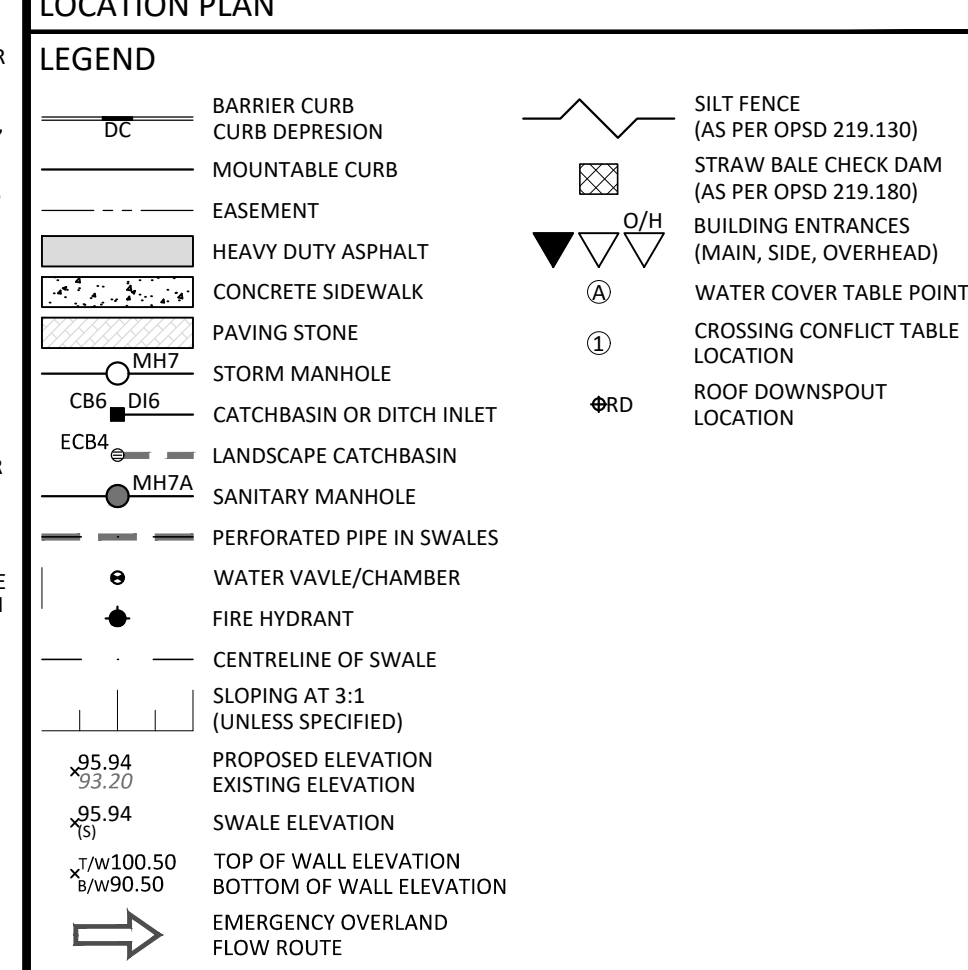 LOCATION PLAN
LEGEND
DC
BARRIER CURB
CURB DEPRESION
MOUNTABLE CURB
EASEMENT
HEAVY DUTY ASPHALT
CONCRETE SIDEWALK
PAVING STONE
MH7
STORM MANHOLE
CB6 DI6
CATCHBASIN OR DITCH INLET
ECB4
LANDSCAPE CATCHBASIN
MH7A
SANITARY MANHOLE
PERFORATED PIPE IN SWALES
WATER VAVLE/CHAMBER
FIRE HYDRANT
CENTRELINE OF SWALE
SLOPING AT 3:1
(UNLESS SPECIFIED)
95.94
93.20
PROPOSED ELEVATION
EXISTING ELEVATION
95.94
(S)
SWALE ELEVATION
T/W100.50
B/W90.50
TOP OF WALL ELEVATION
BOTTOM OF WALL ELEVATION
EMERGENCY OVERLAND
FLOW ROUTE
SILT FENCE
(AS PER OPSD 219.130)
STRAW BALE CHECK DAM
(AS PER OPSD 219.180)
O/H
BUILDING ENTRANCES
(MAIN, SIDE, OVERHEAD)
A
WATER COVER TABLE POINT
1
CROSSING CONFLICT TABLE
LOCATION
RD
ROOF DOWNSPOUT
LOCATION